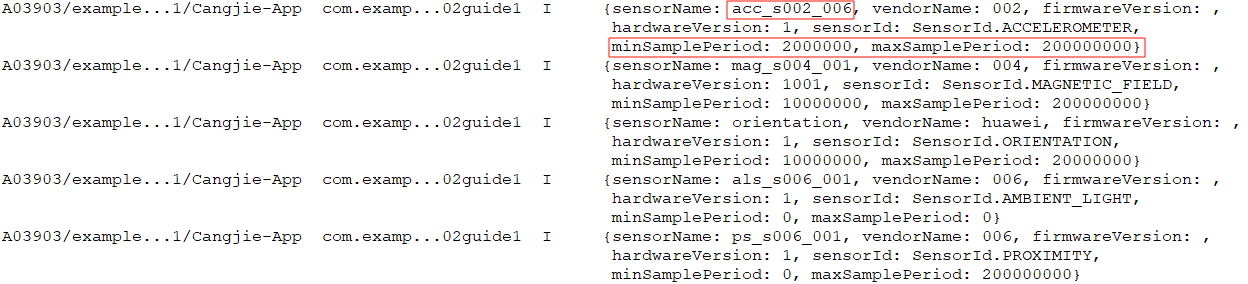 A03903/example...1/Cangjie-App  com.examp...02guide1  I     {sensorName: acc_s002_006, vendorName: 002, firmwareVersion: ,
hardwareVersion: 1, sensorId: SensorId.ACCELEROMETER,
minSamplePeriod: 2000000, maxSamplePeriod: 200000000}
A03903/example...1/Cangjie-App  com.examp...02guide1  I     {sensorName: mag_s004_001, vendorName: 004, firmwareVersion: ,
hardwareVersion: 1001, sensorId: SensorId.MAGNETIC_FIELD,
minSamplePeriod: 10000000, maxSamplePeriod: 200000000}
A03903/example...1/Cangjie-App  com.examp...02guide1  I     {sensorName: orientation, vendorName: huawei, firmwareVersion: ,
hardwareVersion: 1, sensorId: SensorId.ORIENTATION,
minSamplePeriod: 10000000, maxSamplePeriod: 20000000}
A03903/example...1/Cangjie-App  com.examp...02guide1  I     {sensorName: als_s006_001, vendorName: 006, firmwareVersion: ,
hardwareVersion: 1, sensorId: SensorId.AMBIENT_LIGHT,
minSamplePeriod: 0, maxSamplePeriod: 0}
A03903/example...1/Cangjie-App  com.examp...02guide1  I     {sensorName: ps_s006_001, vendorName: 006, firmwareVersion: ,
hardwareVersion: 1, sensorId: SensorId.PROXIMITY,
minSamplePeriod: 0, maxSamplePeriod: 200000000}